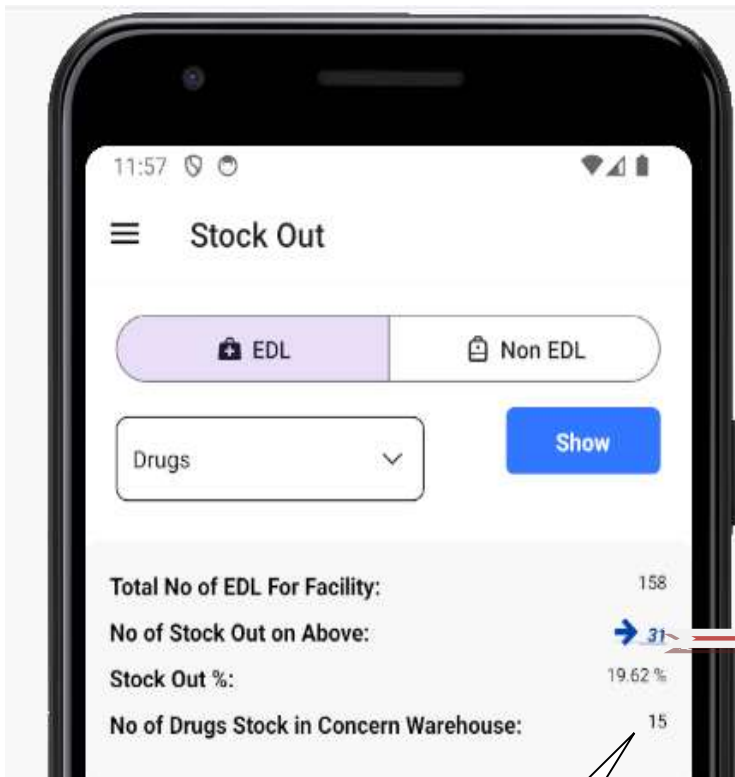 11:57
Stock Out
EDL
Non EDL
Drugs
Show
Total No of EDL For Facility: 158
No of Stock Out on Above: 31
Stock Out %: 19.62 %
No of Drugs Stock in Concern Warehouse: 15